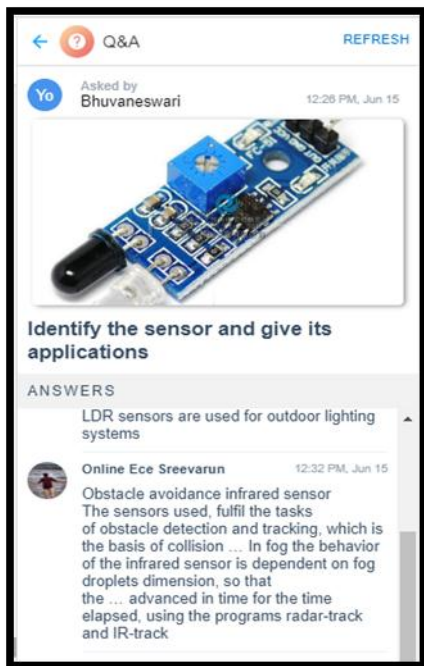 Q&A
REFRESH
Yo
Asked by
Bhuvaneswari
12:26 PM, Jun 15
Identify the sensor and give its
applications
ANSWERS
LDR sensors are used for outdoor lighting
systems
Online Ece Sreevarun
12:32 PM, Jun 15
Obstacle avoidance infrared sensor
The sensors used, fulfil the tasks
of obstacle detection and tracking, which is
the basis of collision … In fog the behavior
of the infrared sensor is dependent on fog
droplets dimension, so that
the … advanced in time for the time
elapsed, using the programs radar-track
and IR-track